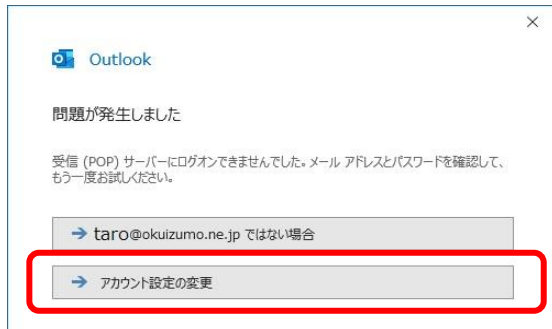 Outlook
問題が発生しました
受信 (POP) サーバーにログオンできませんでした。メール アドレスとパスワードを確認して、
もう一度お試しください。
taro@okuizumo.ne.jp ではない場合
アカウント設定の変更